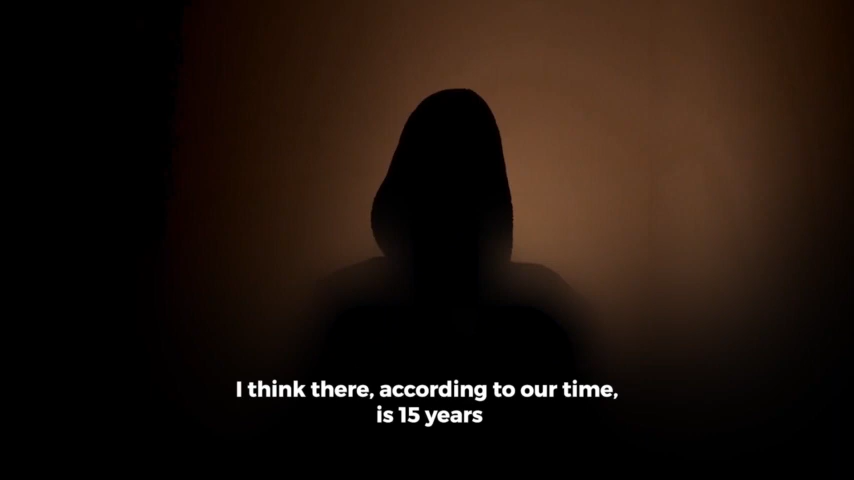 I think there, according to our time,
is 15 years